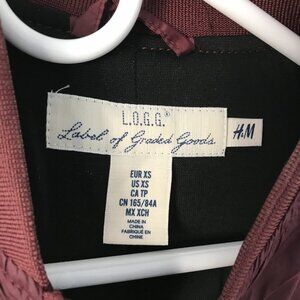 L.O.G.G.®
Label of Graded Goods
H&M
EUR XS
US XS
CA TP
CN 165/84A
MX XCH
MADE IN
CHINA
FABRIQUÉ EN
CHINE